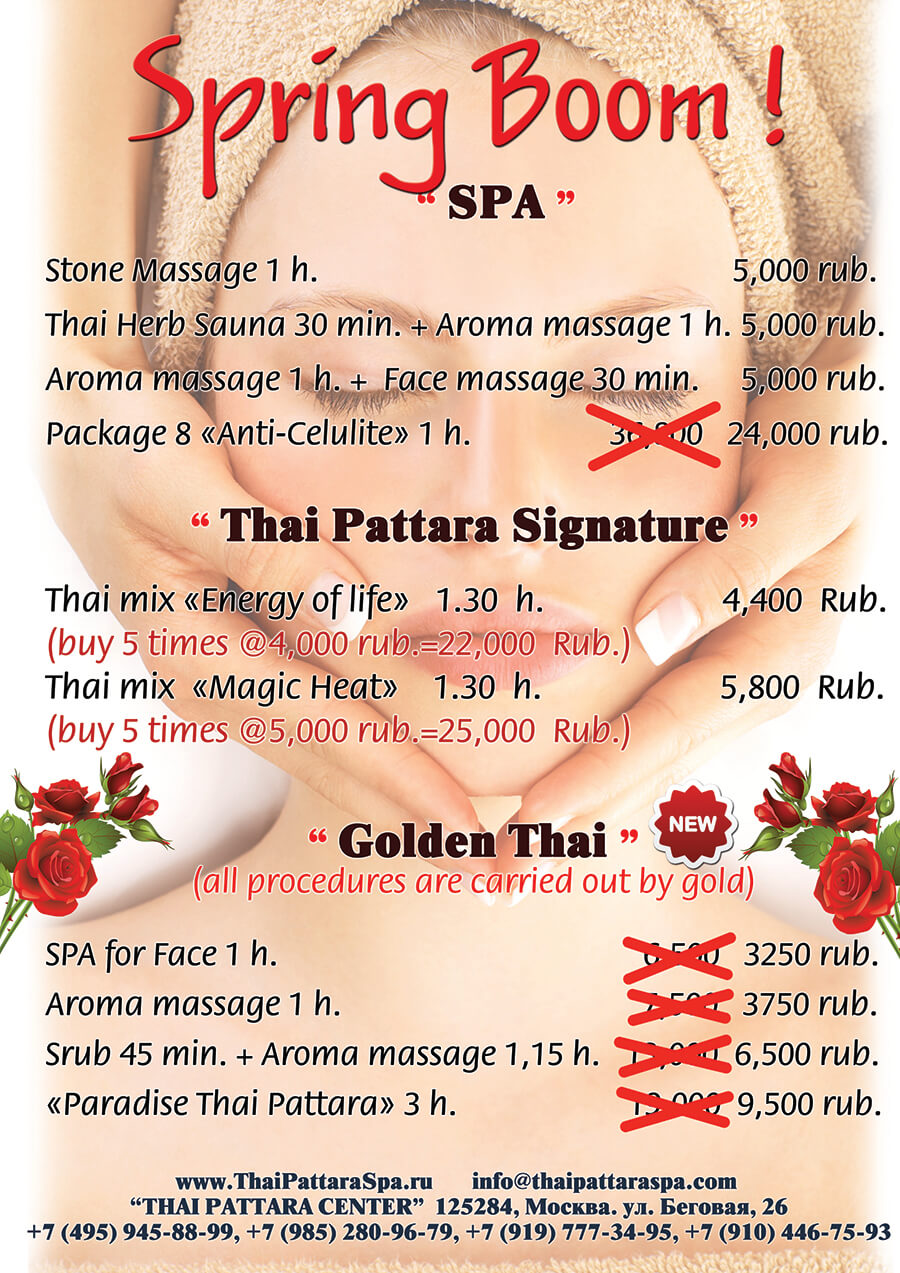 Spring Boom !
“ SPA ”
Stone Massage 1 h. 5,000 rub.
Thai Herb Sauna 30 min. + Aroma massage 1 h. 5,000 rub.
Aroma massage 1 h. + Face massage 30 min. 5,000 rub.
Package 8 «Anti-Celulite» 1 h. 36,000 24,000 rub.
“ Thai Pattara Signature ”
Thai mix «Energy of life» 1.30 h. 4,400 Rub.
(buy 5 times @4,000 rub.=22,000 Rub.)
Thai mix «Magic Heat» 1.30 h. 5,800 Rub.
(buy 5 times @5,000 rub.=25,000 Rub.)
“ Golden Thai ” NEW
(all procedures are carried out by gold)
SPA for Face 1 h. 6,500 3250 rub.
Aroma massage 1 h. 7,500 3750 rub.
Srub 45 min. + Aroma massage 1,15 h. 6,500 rub.
«Paradise Thai Pattara» 3 h. 9,500 rub.
www.ThaiPattaraSpa.ru info@thaipattaraspa.com
“THAI PATTARA CENTER” 125284, Москва. ул. Беговая, 26
+7 (495) 945-88-99, +7 (985) 280-96-79, +7 (919) 777-34-95, +7 (910) 446-75-93